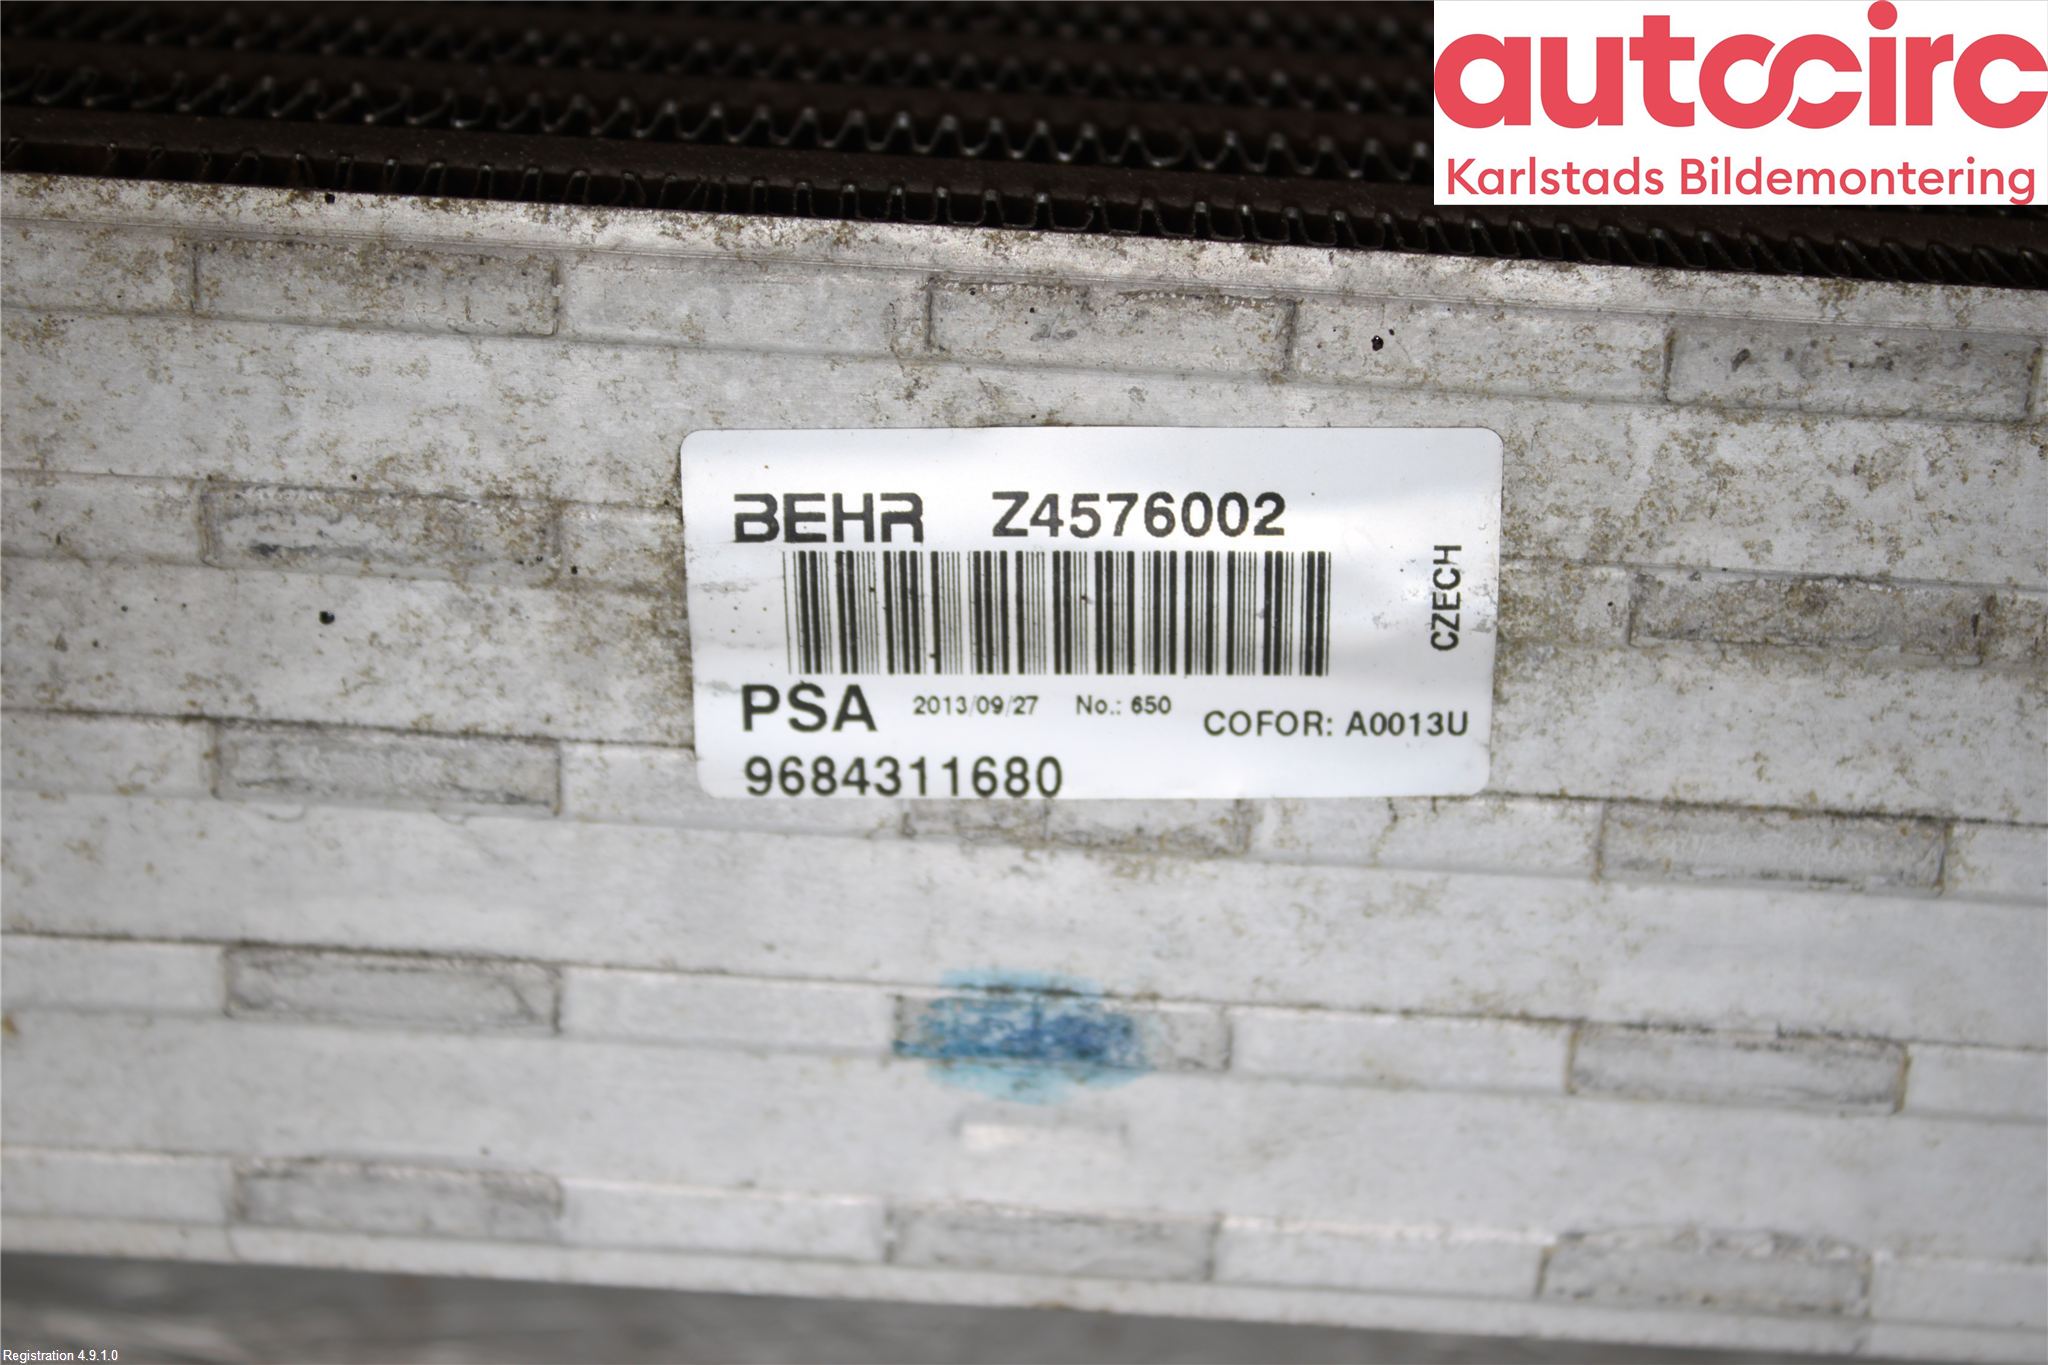 autocirc
Karlstads Bildemontering
BEHR Z4576002
CZECH
PSA 2013/09/27 No.: 650 COFOR: A0013U
9684311680
Registration 4.9.1.0